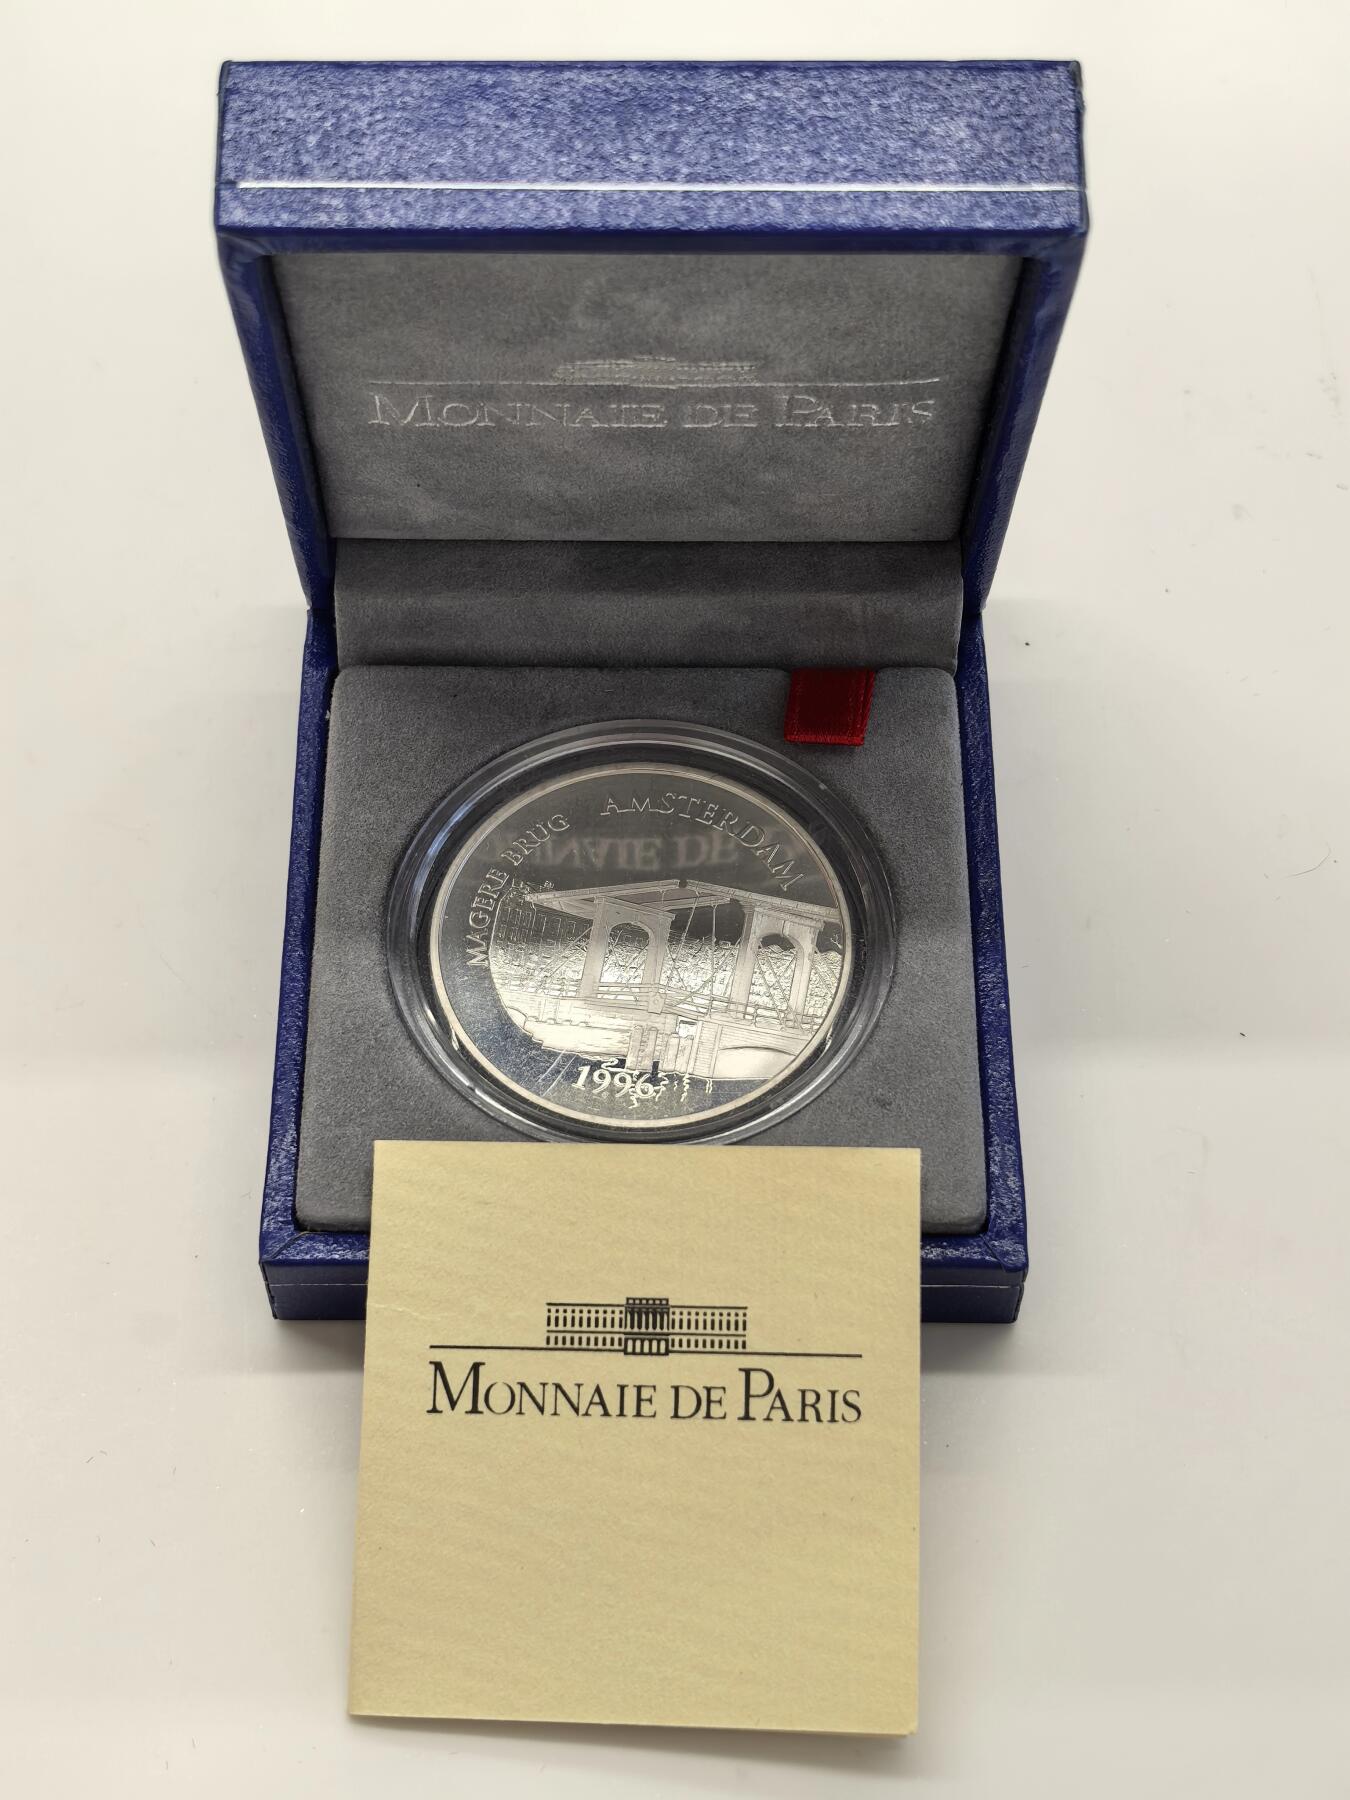 MONNAIE DE PARIS
MAGERE BRUG AMSTERDAM
1996
MONNAIE DE PARIS